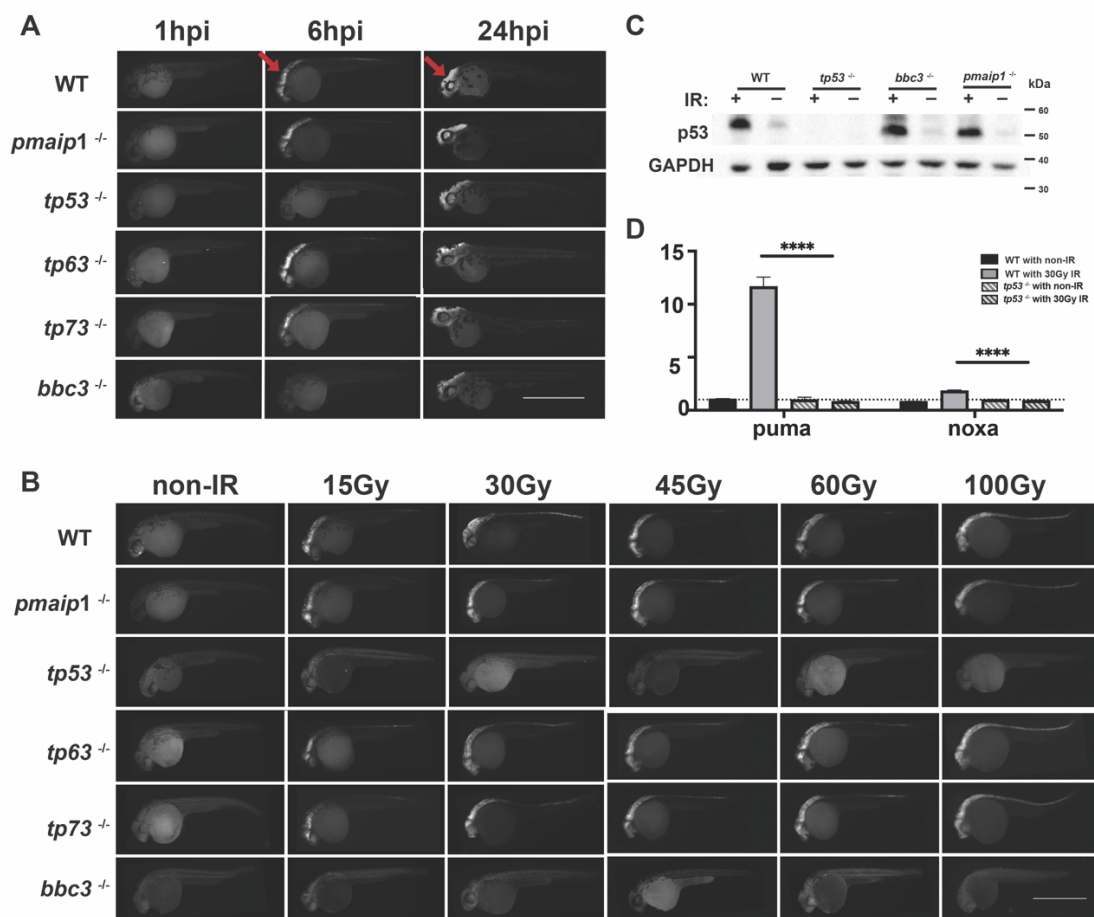 A
1hpi 6hpi 24hpi
WT
pmaip1 -/-
tp53 -/-
tp63 -/-
tp73 -/-
bbc3 -/-
C
WT tp53 -/- bbc3 -/- pmaip1 -/- kDa
IR: + − + − + − + −
60
p53
50
GAPDH
40
30
D
15
10
5
0
****
****
puma noxa
WT with non-IR
WT with 30Gy IR
tp53 -/- with non-IR
tp53 -/- with 30Gy IR
B
non-IR 15Gy 30Gy 45Gy 60Gy 100Gy
WT
pmaip1 -/-
tp53 -/-
tp63 -/-
tp73 -/-
bbc3 -/-